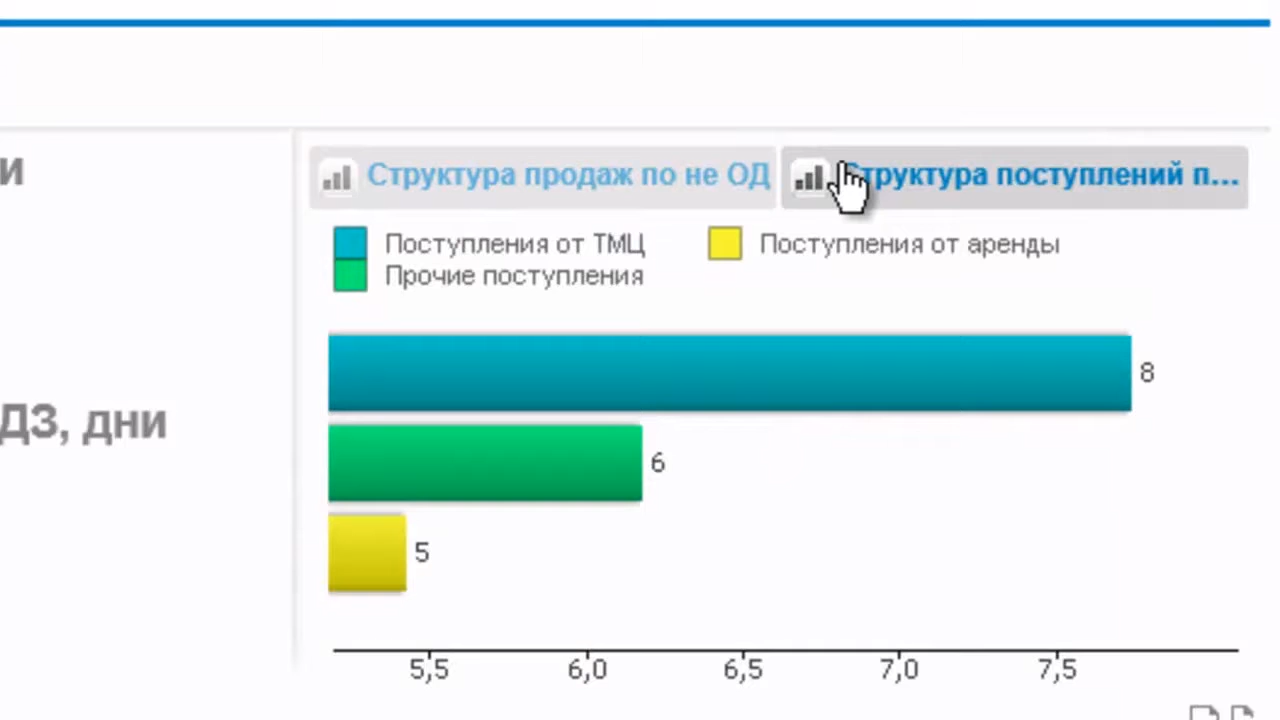 и
Структура продаж по не ОД
Структура поступлений п...
Поступления от ТМЦ
Поступления от аренды
Прочие поступления
8
6
ДЗ, дни
5
5,5 6,0 6,5 7,0 7,5